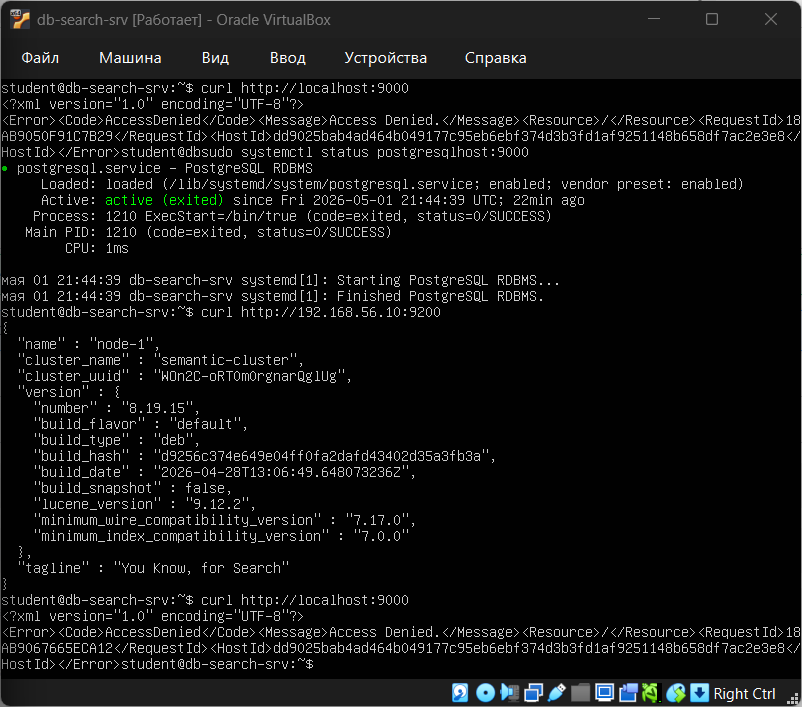 db-search-srv [Работает] - Oracle VirtualBox
Файл Машина Вид Ввод Устройства Справка
student@db-search-srv:~$ curl http://localhost:9000
<?xml version="1.0" encoding="UTF-8"?>
<Error><Code>AccessDenied</Code><Message>Access Denied.</Message><Resource>/</Resource><RequestId>18
AB9050F91C7B29</RequestId><HostId>dd9025bab4ad464b049177c95eb6ebf374d3b3fd1af9251148b658df7ac2e3e8</
HostId></Error>student@dbsudo systemctl status postgresqlhost:9000
● postgresql.service - PostgreSQL RDBMS
Loaded: loaded (/lib/systemd/system/postgresql.service; enabled; vendor preset: enabled)
Active: active (exited) since Fri 2026-05-01 21:44:39 UTC; 22min ago
Process: 1210 ExecStart=/bin/true (code=exited, status=0/SUCCESS)
Main PID: 1210 (code=exited, status=0/SUCCESS)
CPU: 1ms
мая 01 21:44:39 db-search-srv systemd[1]: Starting PostgreSQL RDBMS...
мая 01 21:44:39 db-search-srv systemd[1]: Finished PostgreSQL RDBMS.
student@db-search-srv:~$ curl http://192.168.56.10:9200
{
"name" : "node-1",
"cluster_name" : "semantic-cluster",
"cluster_uuid" : "WOn2C-oRT0m0rgnarQglUg",
"version" : {
"number" : "8.19.15",
"build_flavor" : "default",
"build_type" : "deb",
"build_hash" : "d9256c374e649e04ff0fa2dafd43402d35a3fb3a",
"build_date" : "2026-04-28T13:06:49.648073236Z",
"build_snapshot" : false,
"lucene_version" : "9.12.2",
"minimum_wire_compatibility_version" : "7.17.0",
"minimum_index_compatibility_version" : "7.0.0"
},
"tagline" : "You Know, for Search"
}
student@db-search-srv:~$ curl http://localhost:9000
<?xml version="1.0" encoding="UTF-8"?>
<Error><Code>AccessDenied</Code><Message>Access Denied.</Message><Resource>/</Resource><RequestId>18
AB9067665ECA12</RequestId><HostId>dd9025bab4ad464b049177c95eb6ebf374d3b3fd1af9251148b658df7ac2e3e8</
HostId></Error>student@db-search-srv:~$
Right Ctrl